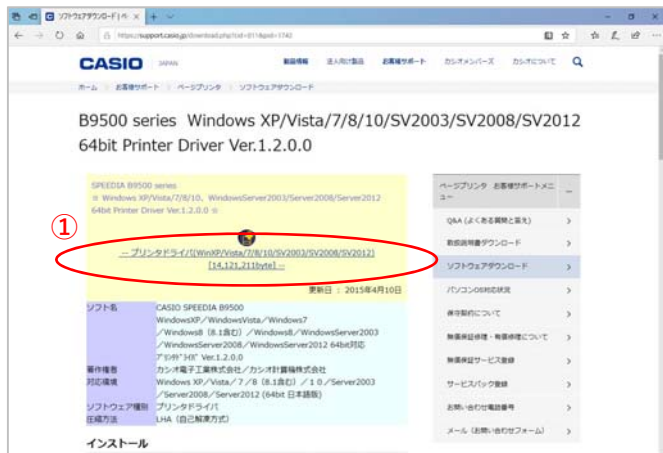 ソフトウェアダウンロード | ペ
https://support.casio.jp/download.php?cid=011&pid=1740
CASIO JAPAN
製品情報 法人向け製品 お客様サポート カシオメンバーズ カシオについて
ホーム お客様サポート ページプリンタ ソフトウェアダウンロード
B9500 series Windows XP/Vista/7/8/10/SV2003/SV2008/SV2012
64bit Printer Driver Ver.1.2.0.0
SPEEDIA B9500 series
※ Windows XP/Vista/7/8/10, WindowsServer2003/Server2008/Server2012
64bit Printer Driver Ver.1.2.0.0 ※
①
-- プリンタドライバ[(WinXP/Vista/7/8/10/SV2003/SV2008/SV2012)
[14,121,211byte] --
更新日 : 2015年4月10日
ソフト名 CASIO SPEEDIA B9500
WindowsXP/WindowsVista/Windows7
/Windows8 (8.1含む) /Windows8/WindowsServer2003
/WindowsServer2008/WindowsServer2012 64bit対応
プリンタドライバ Ver.1.2.0.0
著作権者 カシオ電子工業株式会社/カシオ計算機株式会社
対応環境 Windows XP/Vista/7/8 (8.1含む) /10/Server2003
/Server2008/Server2012 (64bit 日本語版)
ソフトウェア種別 プリンタドライバ
圧縮方法 LHA (自己解凍方式)
インストール
ページプリンタ お客様サポートメニ
ュー
Q&A (よくある質問と答え)
取扱説明書ダウンロード
ソフトウェアダウンロード
パソコンOS対応状況
保守契約について
無償保証修理・有償修理について
無償保証サービス登録
サービスパック登録
お問い合わせ電話番号
メール (お問い合わせフォーム)